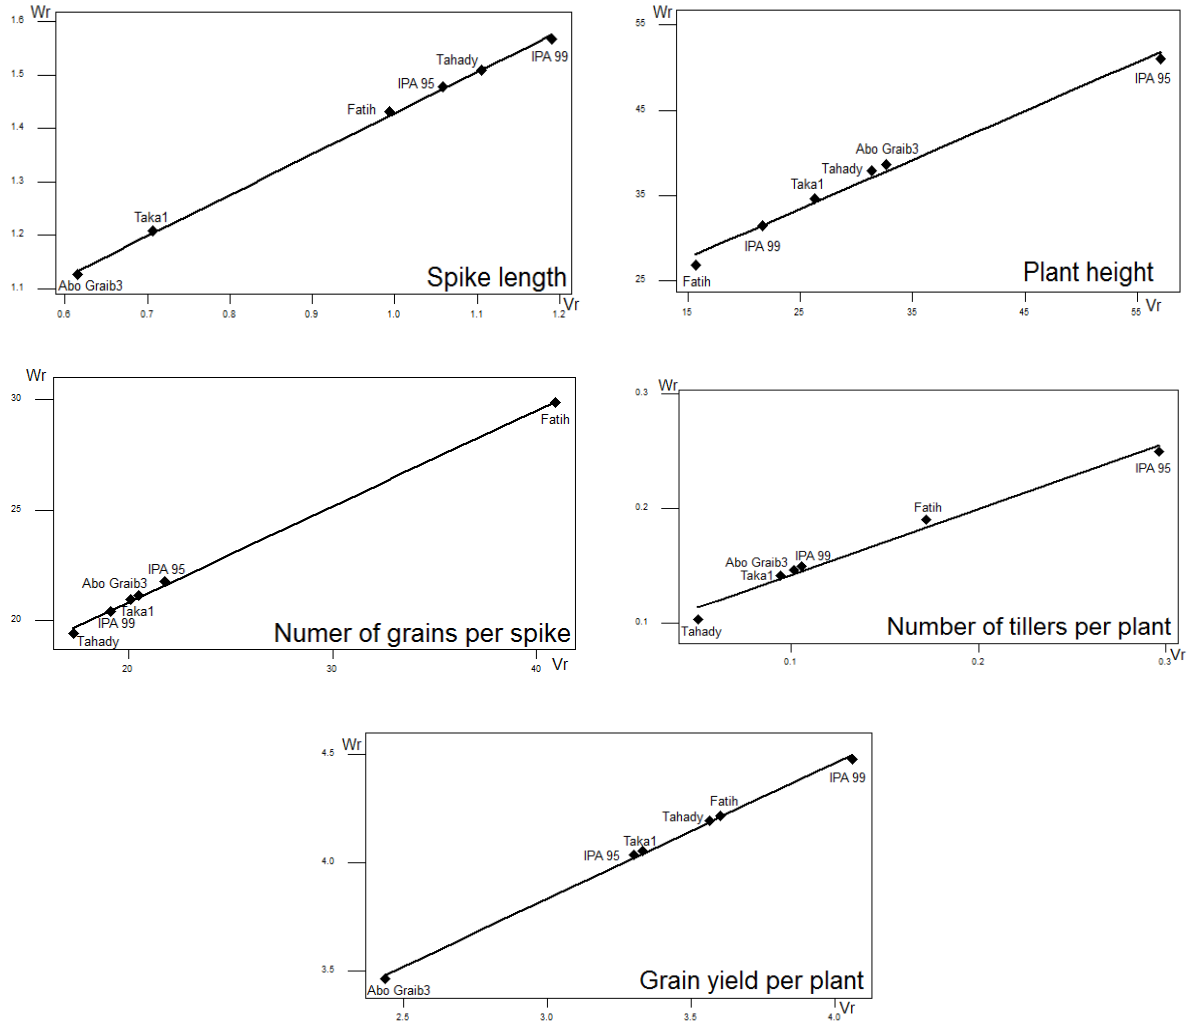 Wr
1.6
Tahady
IPA 99
1.5
IPA 95
Fatih
1.4
1.3
Taka1
1.2
Abo Graib3
Spike length
1.1
Vr
0.6 0.7 0.8 0.9 1.0 1.1 1.2
Wr
55
IPA 95
45
Abo Graib3
Tahady
Taka1
35
IPA 99
Fatih
Plant height
25
Vr
15 25 35 45 55
Wr
30
Fatih
25
IPA 95
Abo Graib3
20
Taka1
IPA 99
Tahady
Numer of grains per spike
Vr
20 30 40
Wr
0.3
IPA 95
0.2
Fatih
IPA 99
Abo Graib3
Taka1
0.1
Tahady
Number of tillers per plant
Vr
0.1 0.2 0.3
Wr
4.5
IPA 99
Fatih
Tahady
Taka1
IPA 95
4.0
3.5
Abo Graib3
Grain yield per plant
Vr
2.5 3.0 3.5 4.0